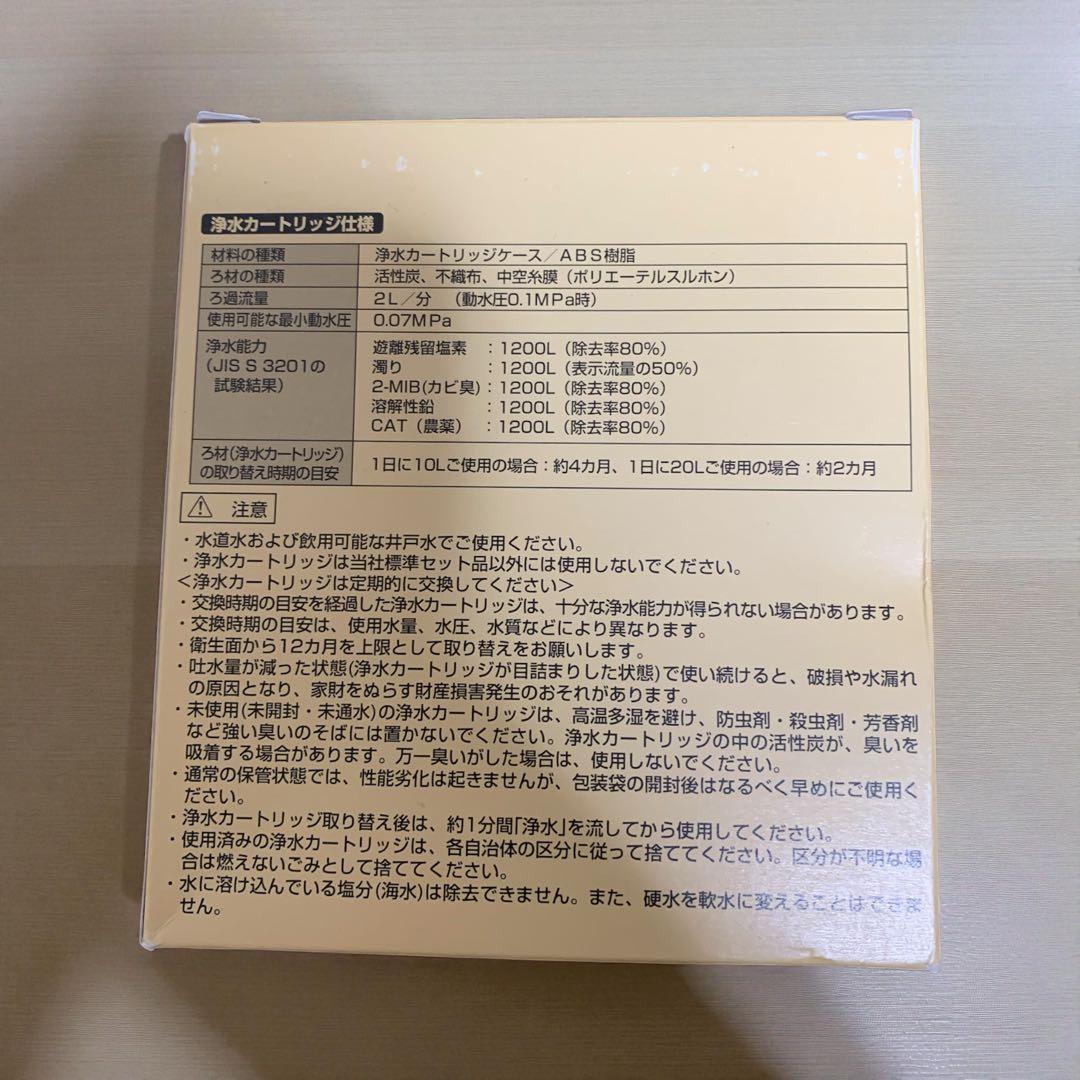 浄水カートリッジ仕様
材料の種類 浄水カートリッジケース／ＡＢＳ樹脂
ろ材の種類 活性炭、不織布、中空糸膜（ポリエーテルスルホン）
ろ過流量 2L／分 （動水圧0.1MPa時）
使用可能な最小動水圧 0.07MPa
浄水能力 遊離残留塩素 ：1200L（除去率80%）
（JIS S 3201の 濁り ：1200L（表示流量の50%）
試験結果） 2-MIB(カビ臭)：1200L（除去率80%）
溶解性鉛 ：1200L（除去率80%）
CAT（農薬） ：1200L（除去率80%）
ろ材（浄水カートリッジ）
の取り替え時期の目安 1日に10Lご使用の場合：約4カ月、1日に20Lご使用の場合：約2カ月
⚠ 注意
・水道水および飲用可能な井戸水でご使用ください。
・浄水カートリッジは当社標準セット品以外には使用しないでください。
＜浄水カートリッジは定期的に交換してください＞
・交換時期の目安を経過した浄水カートリッジは、十分な浄水能力が得られない場合があります。
・交換時期の目安は、使用水量、水圧、水質などにより異なります。
・衛生面から12カ月を上限として取り替えをお願いします。
・吐水量が減った状態(浄水カートリッジが目詰まりした状態)で使い続けると、破損や水漏れ
の原因となり、家財をぬらす財産損害発生のおそれがあります。
・未使用(未開封・未通水)の浄水カートリッジは、高温多湿を避け、防虫剤・殺虫剤・芳香剤
など強い臭いのそばには置かないでください。浄水カートリッジの中の活性炭が、臭いを
吸着する場合があります。万一臭いがした場合は、使用しないでください。
・通常の保管状態では、性能劣化は起きませんが、包装袋の開封後はなるべく早めにご使用く
ださい。
・浄水カートリッジ取り替え後は、約1分間「浄水」を流してから使用してください。
・使用済みの浄水カートリッジは、各自治体の区分に従って捨ててください。区分が不明な場
合は燃えないごみとして捨ててください。
・水に溶け込んでいる塩分(海水)は除去できません。また、硬水を軟水に変えることはできま
せん。